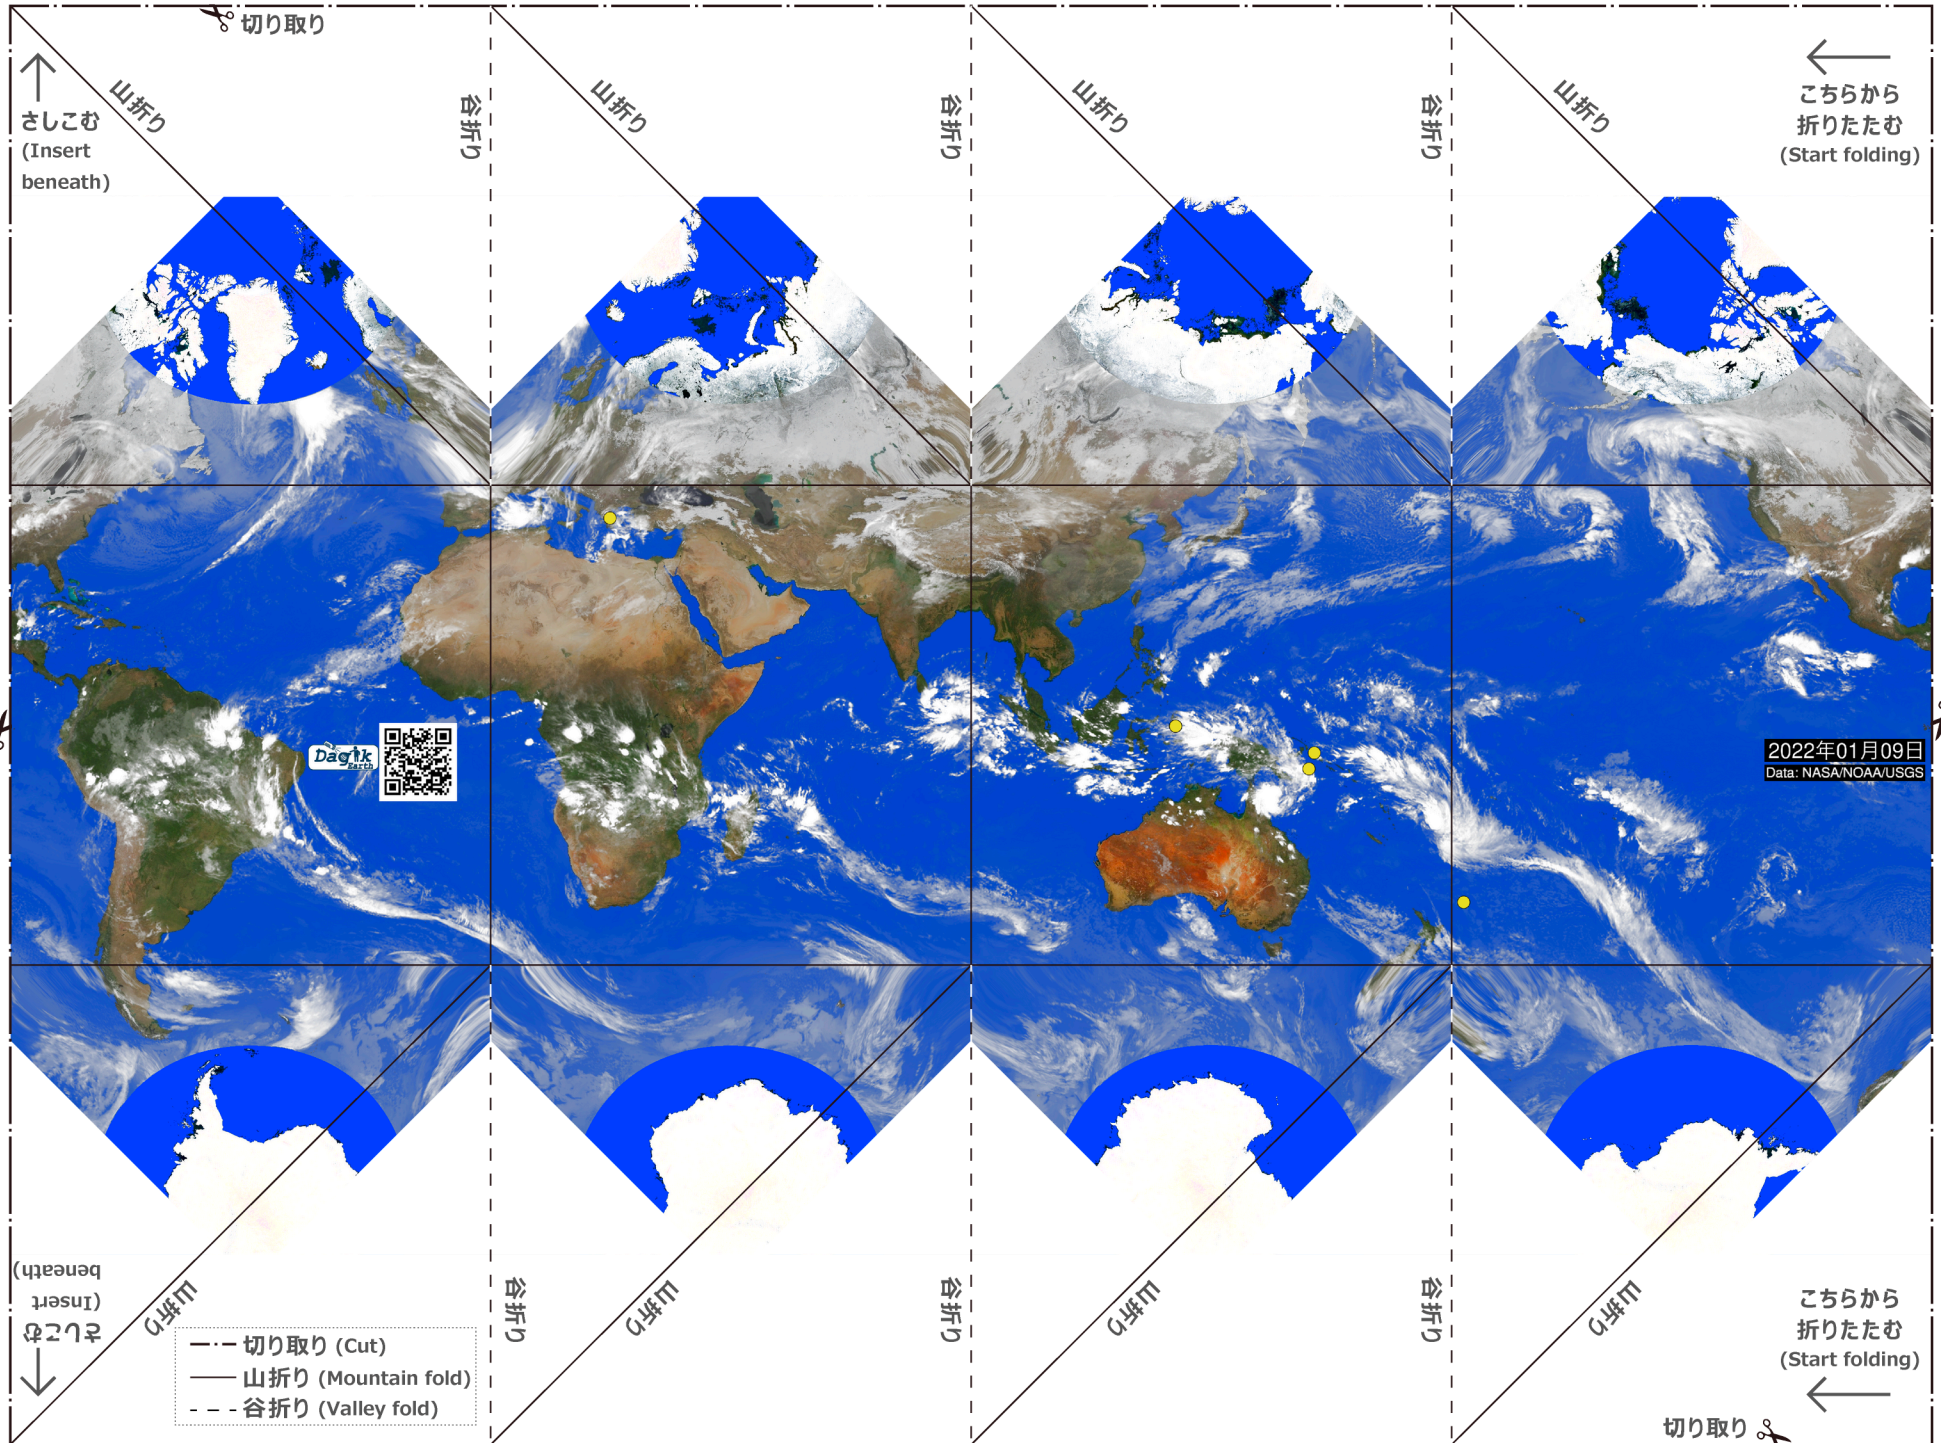 切り取り
さしこむ
(Insert
beneath)
山折り
谷折り
山折り
谷折り
山折り
谷折り
山折り
こちらから
折りたたむ
(Start folding)
Dagik
Earth
2022年01月09日
Data: NASA/NOAA/USGS
さしこむ
(Insert
beneath)
山折り
谷折り
山折り
谷折り
山折り
谷折り
山折り
こちらから
折りたたむ
(Start folding)
切り取り (Cut)
山折り (Mountain fold)
谷折り (Valley fold)
切り取り